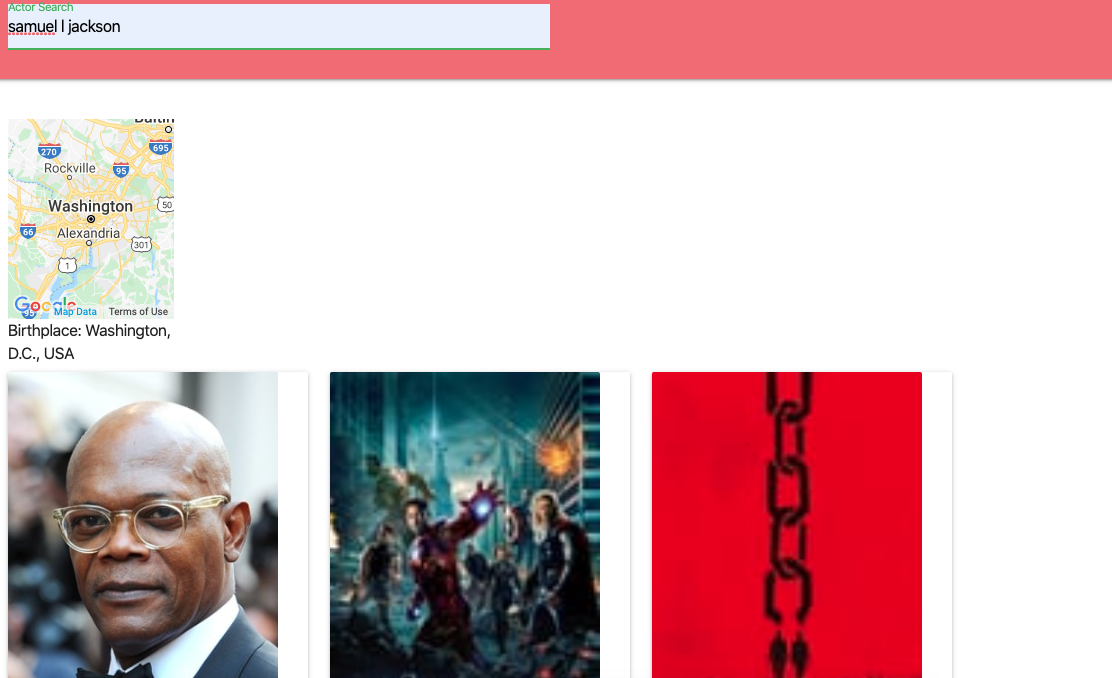 Actor Search
samuel l jackson
Baltim
270
695
Rockville
95
Washington
50
66
Alexandria
301
1
Google
95
Map Data
Terms of Use
Birthplace: Washington,
D.C., USA